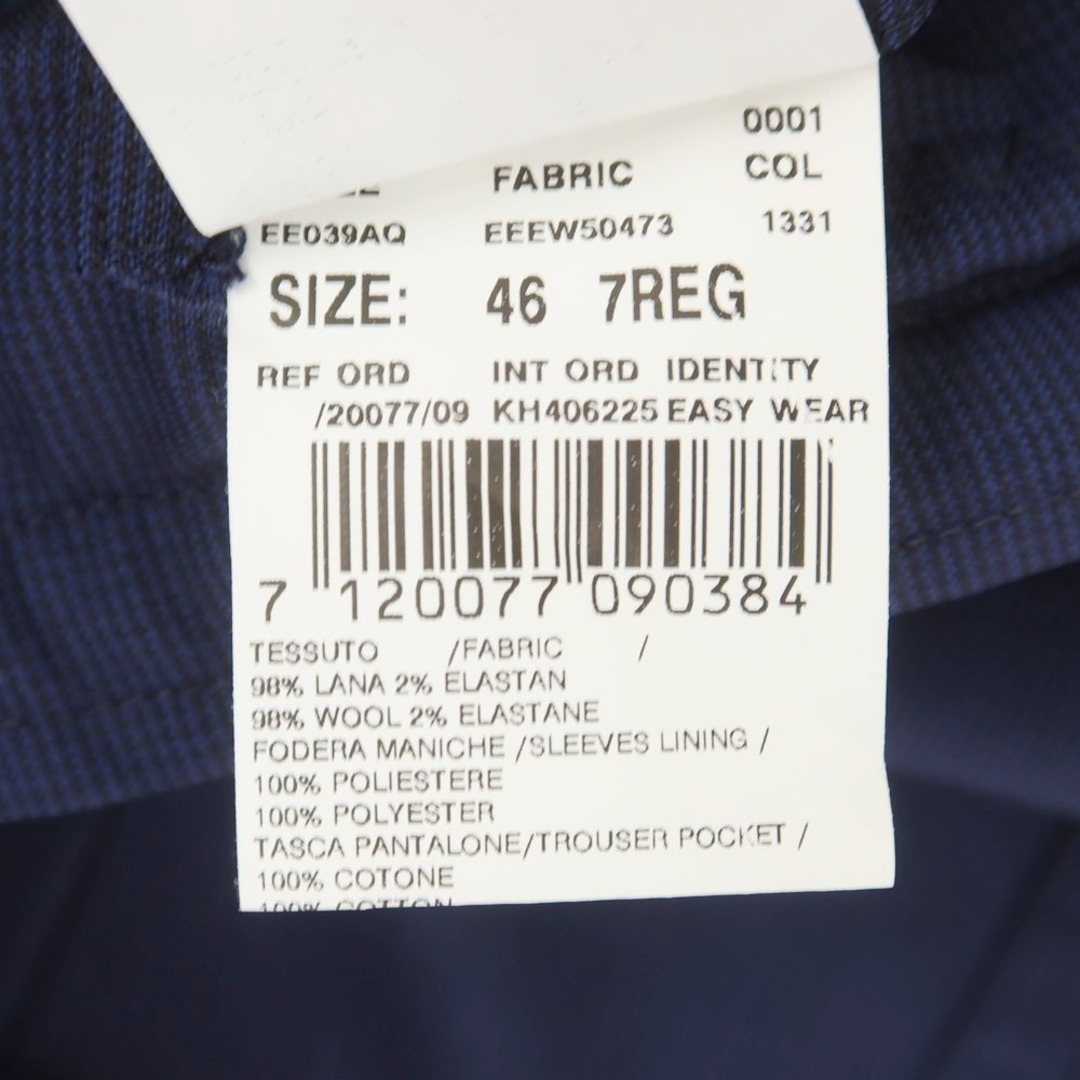 0001
FABRIC COL
EE039AQ EEEW50473 1331
SIZE: 46 7REG
REF ORD INT ORD IDENTITY
/20077/09 KH406225 EASY WEAR
7 120077 090384
TESSUTO /FABRIC /
98% LANA 2% ELASTAN
98% WOOL 2% ELASTANE
FODERA MANICHE /SLEEVES LINING /
100% POLIESTERE
100% POLYESTER
TASCA PANTALONE/TROUSER POCKET /
100% COTONE
100% COTTON